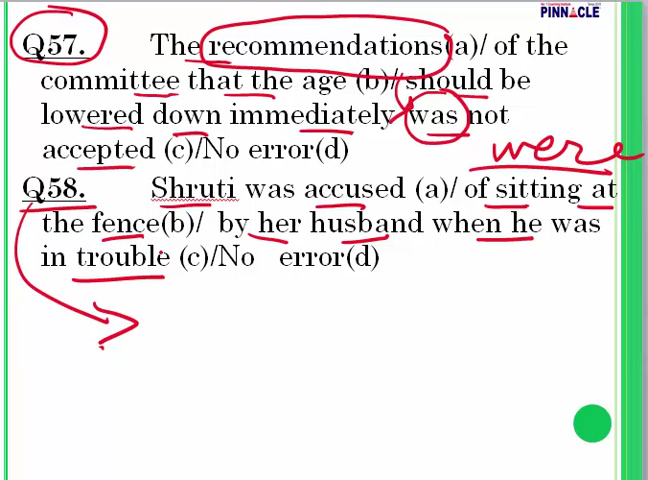 PINNACLE
Q57. The recommendations(a)/ of the
committee that the age (b)/ should be
lowered down immediately was not
accepted (c)/No error(d)
were
Q58. Shruti was accused (a)/ of sitting at
the fence(b)/ by her husband when he was
in trouble (c)/No error(d)